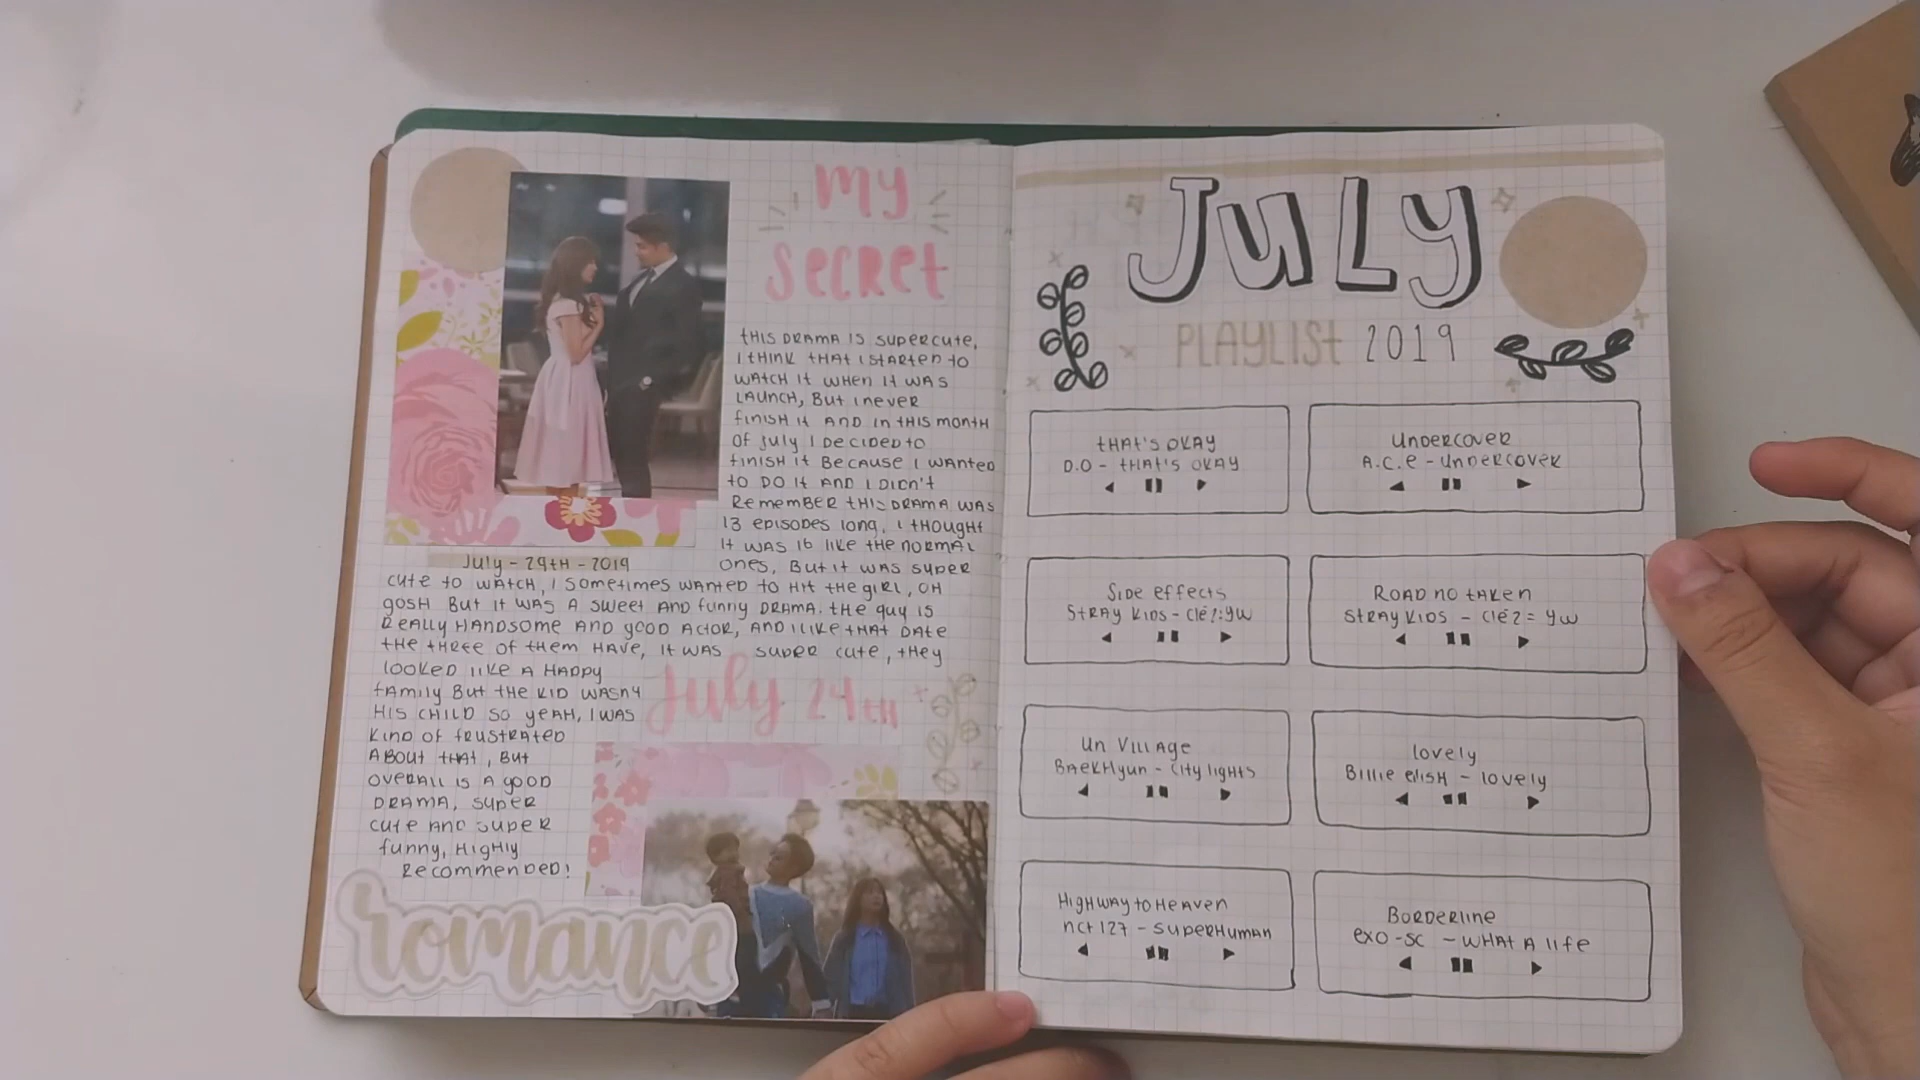 my
secret
tHIS DRAMA IS SUPERCUTE,
I tHINK tHAt I StARteD tO
WAtCH It WHEN It WAS
LAUNCH, But I never
finisH it AND in tHIS montH
Of July I DeCIDeD to
finisH it Because I wanted
to DO It AND I DIDn't
RememBeR tHIS DRAMA WAS
13 episodes long, I tHougHt
It was 16 like tHe noRmAL
ones, But it was super
July - 29tH - 2019
cute to WAtCH, I sometimes wanted to Hit tHe giRl, OH
gosH But It WAS A sweet AND funny DRAMA. tHe guy is
REALLY HANDSOME AND good Actor, AND I like tHAt DAte
tHe tHRee of tHem HAve, It WAS super cute, tHey
looked like A HAppy
fAmily But tHe KID WASNY
HIS CHILD SO yeAH, I WAS
KIND of fRustRateD
About tHAt, But
OVERALL IS A good
DRAMA, super
cute AND super
funny, HigHly
Recommended!
July 24tH
romance
July
PLAYLIST 2019
tHAt'S OKAY
D.O - tHAt'S OKAY
UnDeRcoveR
A.C.E - UnDeRcoveR
Side effects
StRAy KiDs - Clé 2: YW
ROAD no taken
StRAy KIDS - Clé 2 = YW
Un VillAge
BAeKHyun - City ligHts
lovely
Billie eilisH - lovely
HigHwAy to HeAven
nct 127 - SupeRHumAn
BoRDeRline
exo-sc - WHAt A life